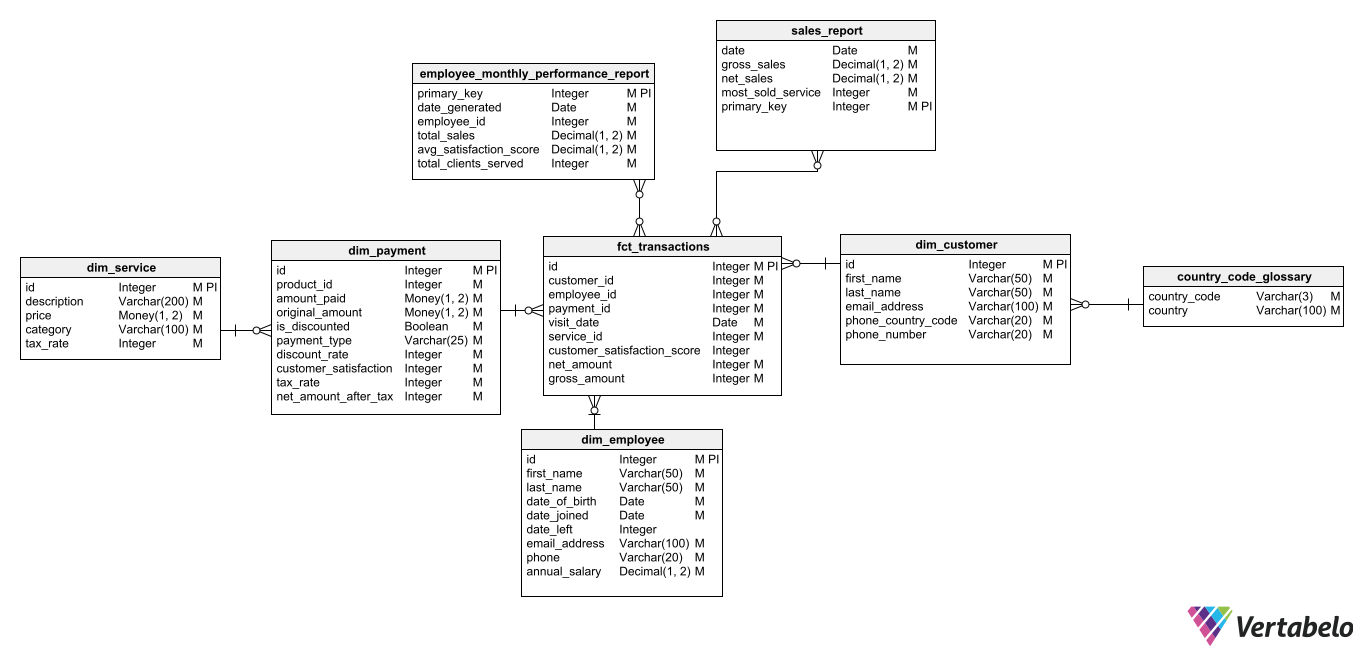 sales_report
date Date M
gross_sales Decimal(1, 2) M
net_sales Decimal(1, 2) M
most_sold_service Integer M
primary_key Integer M PI
employee_monthly_performance_report
primary_key Integer M PI
date_generated Date M
employee_id Integer M
total_sales Decimal(1, 2) M
avg_satisfaction_score Decimal(1, 2) M
total_clients_served Integer M
dim_service
id Integer M PI
description Varchar(200) M
price Money(1, 2) M
category Varchar(100) M
tax_rate Integer M
dim_payment
id Integer M PI
product_id Integer M
amount_paid Money(1, 2) M
original_amount Money(1, 2) M
is_discounted Boolean M
payment_type Varchar(25) M
discount_rate Integer M
customer_satisfaction Integer M
tax_rate Integer M
net_amount_after_tax Integer M
fct_transactions
id Integer M PI
customer_id Integer M
employee_id Integer M
payment_id Integer M
visit_date Date M
service_id Integer M
customer_satisfaction_score Integer
net_amount Integer M
gross_amount Integer M
dim_customer
id Integer M PI
first_name Varchar(50) M
last_name Varchar(50) M
email_address Varchar(100) M
phone_country_code Varchar(20) M
phone_number Varchar(20) M
country_code_glossary
country_code Varchar(3) M
country Varchar(100) M
dim_employee
id Integer M PI
first_name Varchar(50) M
last_name Varchar(50) M
date_of_birth Date M
date_joined Date M
date_left Integer
email_address Varchar(100) M
phone Varchar(20) M
annual_salary Decimal(1, 2) M
Vertabelo